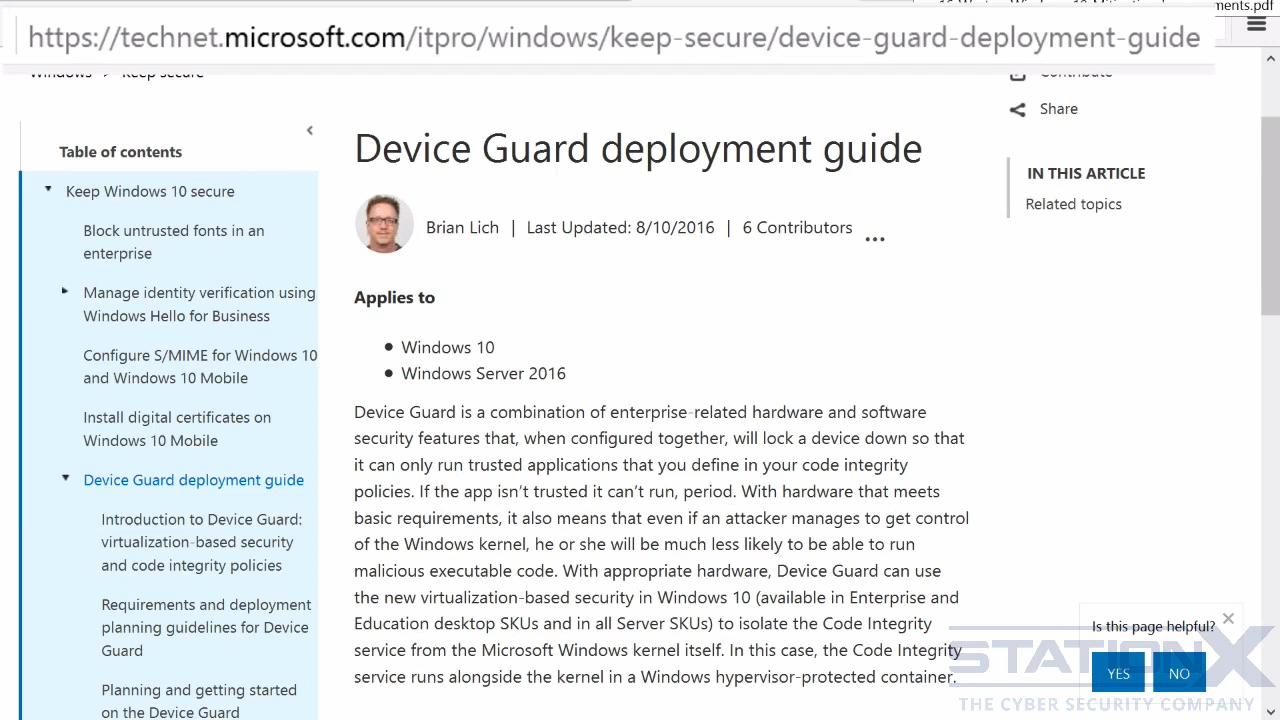 ments.pdf
https://technet.microsoft.com/itpro/windows/keep-secure/device-guard-deployment-guide
Windows > Keep secure
Contribute
Share
Table of contents
Keep Windows 10 secure
Block untrusted fonts in an
enterprise
Manage identity verification using
Windows Hello for Business
Configure S/MIME for Windows 10
and Windows 10 Mobile
Install digital certificates on
Windows 10 Mobile
Device Guard deployment guide
Introduction to Device Guard:
virtualization-based security
and code integrity policies
Requirements and deployment
planning guidelines for Device
Guard
Planning and getting started
on the Device Guard
Device Guard deployment guide
Brian Lich | Last Updated: 8/10/2016 | 6 Contributors ...
Applies to
• Windows 10
• Windows Server 2016
Device Guard is a combination of enterprise-related hardware and software
security features that, when configured together, will lock a device down so that
it can only run trusted applications that you define in your code integrity
policies. If the app isn’t trusted it can’t run, period. With hardware that meets
basic requirements, it also means that even if an attacker manages to get control
of the Windows kernel, he or she will be much less likely to be able to run
malicious executable code. With appropriate hardware, Device Guard can use
the new virtualization-based security in Windows 10 (available in Enterprise and
Education desktop SKUs and in all Server SKUs) to isolate the Code Integrity
service from the Microsoft Windows kernel itself. In this case, the Code Integrity
service runs alongside the kernel in a Windows hypervisor-protected container.
IN THIS ARTICLE
Related topics
Is this page helpful?
YES NO
STATIONX
THE CYBER SECURITY COMPANY